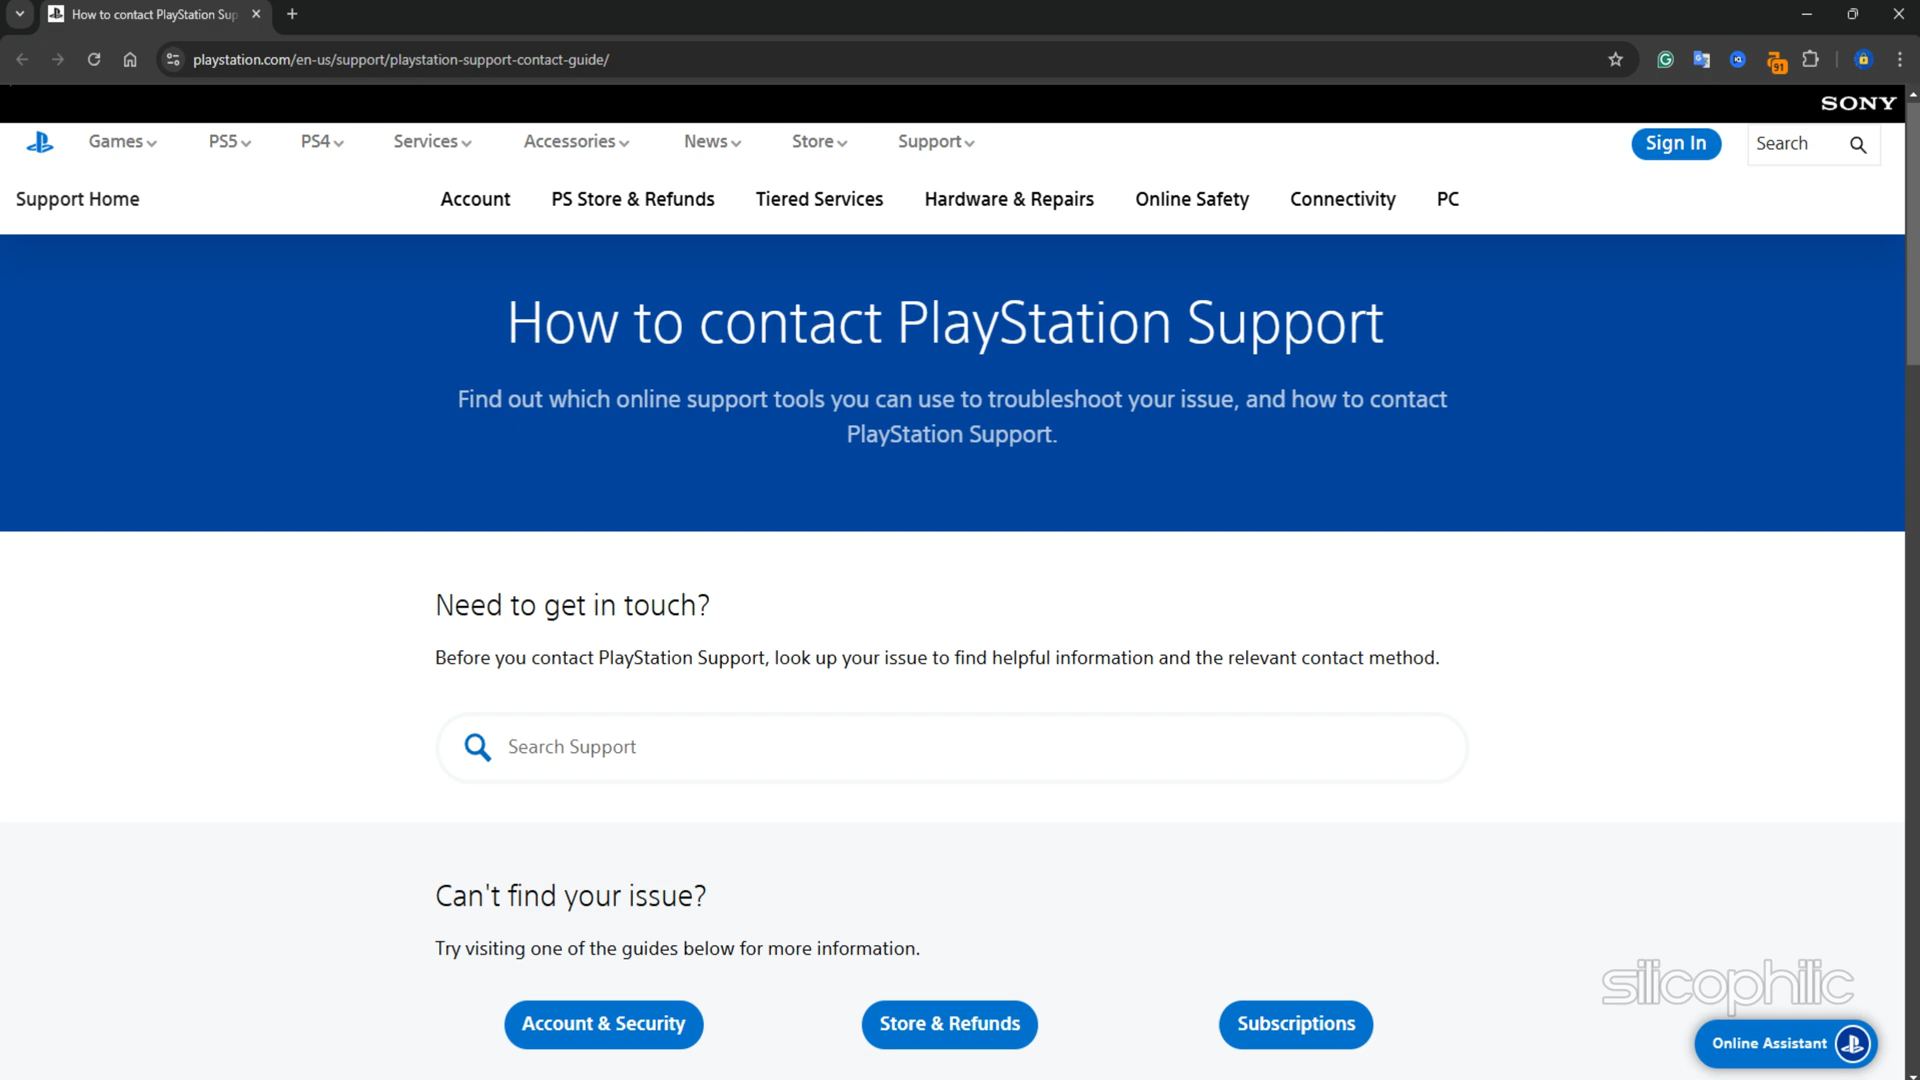 How to contact PlayStation Sup
playstation.com/en-us/support/playstation-support-contact-guide/
91
SONY
Games
PS5
PS4
Services
Accessories
News
Store
Support
Sign In
Search
Support Home
Account
PS Store & Refunds
Tiered Services
Hardware & Repairs
Online Safety
Connectivity
PC
How to contact PlayStation Support
Find out which online support tools you can use to troubleshoot your issue, and how to contact
PlayStation Support.
Need to get in touch?
Before you contact PlayStation Support, look up your issue to find helpful information and the relevant contact method.
Search Support
Can't find your issue?
Try visiting one of the guides below for more information.
silicophilic
Account & Security
Store & Refunds
Subscriptions
Online Assistant